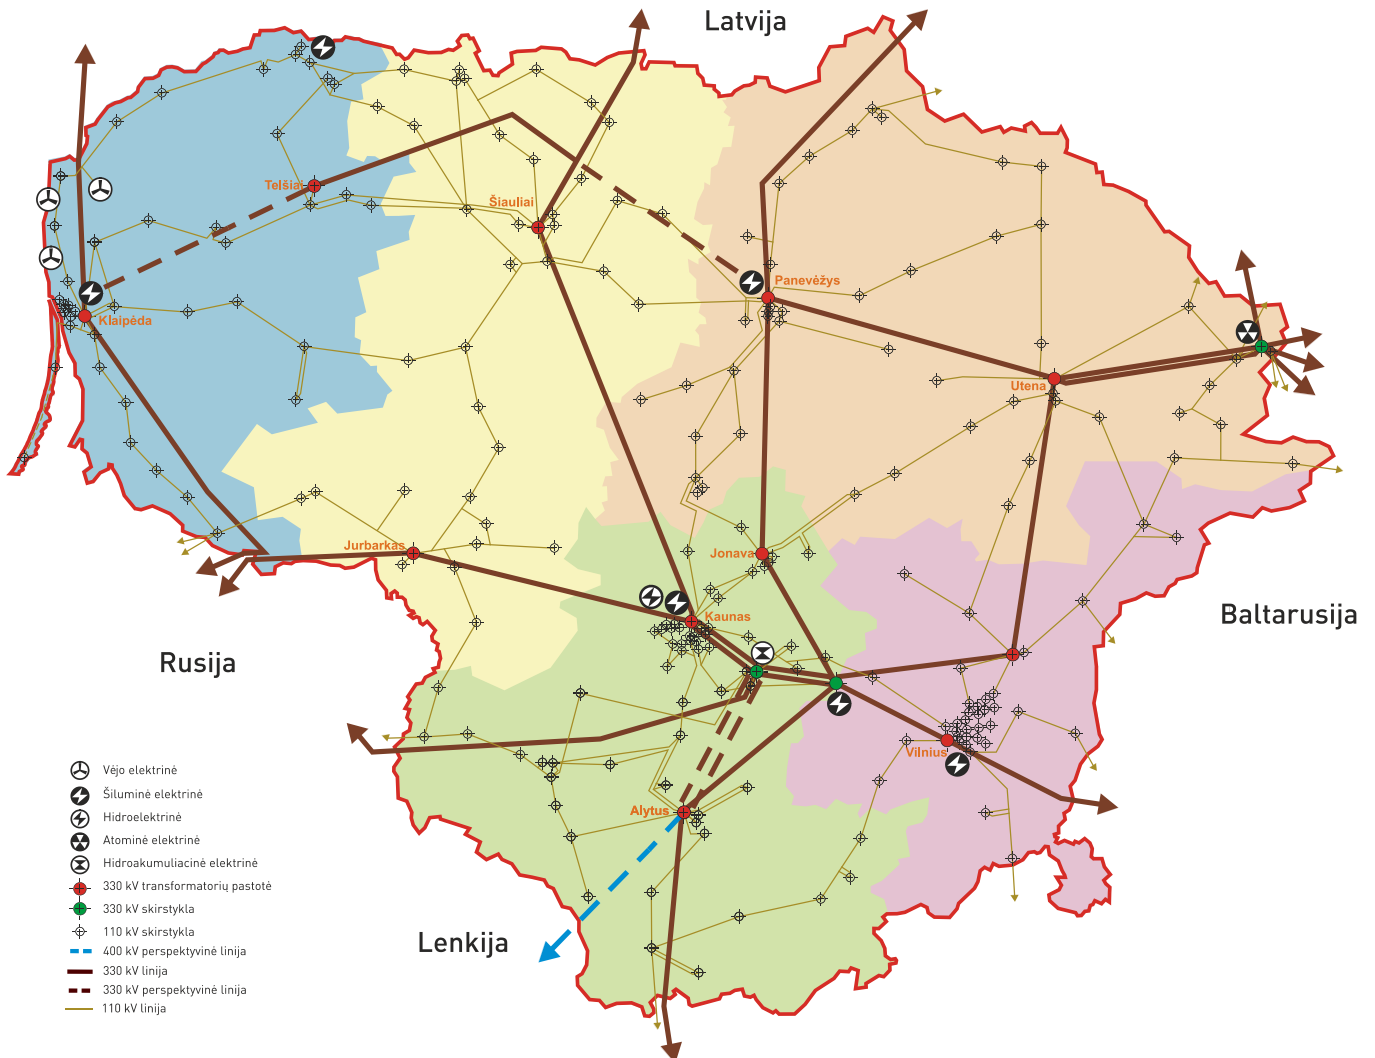 Latvija
Telšiai
Šiauliai
Panevėžys
Klaipėda
Utena
Jurbarkas
Jonava
Kaunas
Baltarusija
Rusija
Vilnius
Alytus
Lenkija
Vėjo elektrinė
Šiluminė elektrinė
Hidroelektrinė
Atominė elektrinė
Hidroakumuliacinė elektrinė
330 kV transformatorių pastotė
330 kV skirstykla
110 kV skirstykla
400 kV perspektyvinė linija
330 kV linija
330 kV perspektyvinė linija
110 kV linija